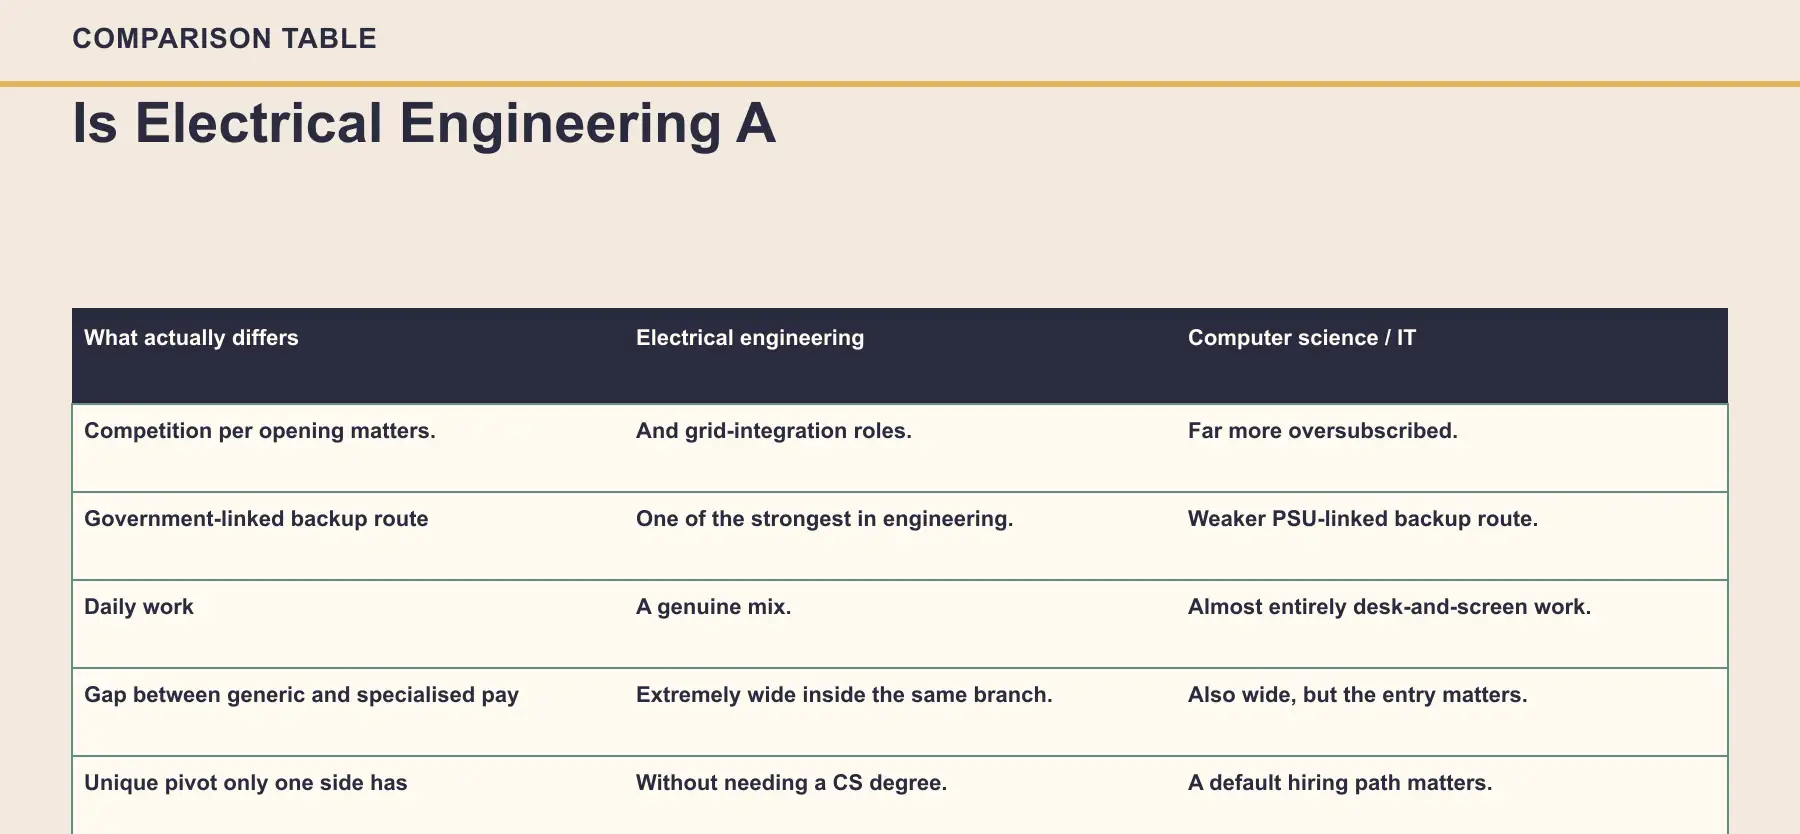 COMPARISON TABLE
Is Electrical Engineering A
What actually differs Electrical engineering Computer science / IT
Competition per opening matters. And grid-integration roles. Far more oversubscribed.
Government-linked backup route One of the strongest in engineering. Weaker PSU-linked backup route.
Daily work A genuine mix. Almost entirely desk-and-screen work.
Gap between generic and specialised pay Extremely wide inside the same branch. Also wide, but the entry matters.
Unique pivot only one side has Without needing a CS degree. A default hiring path matters.